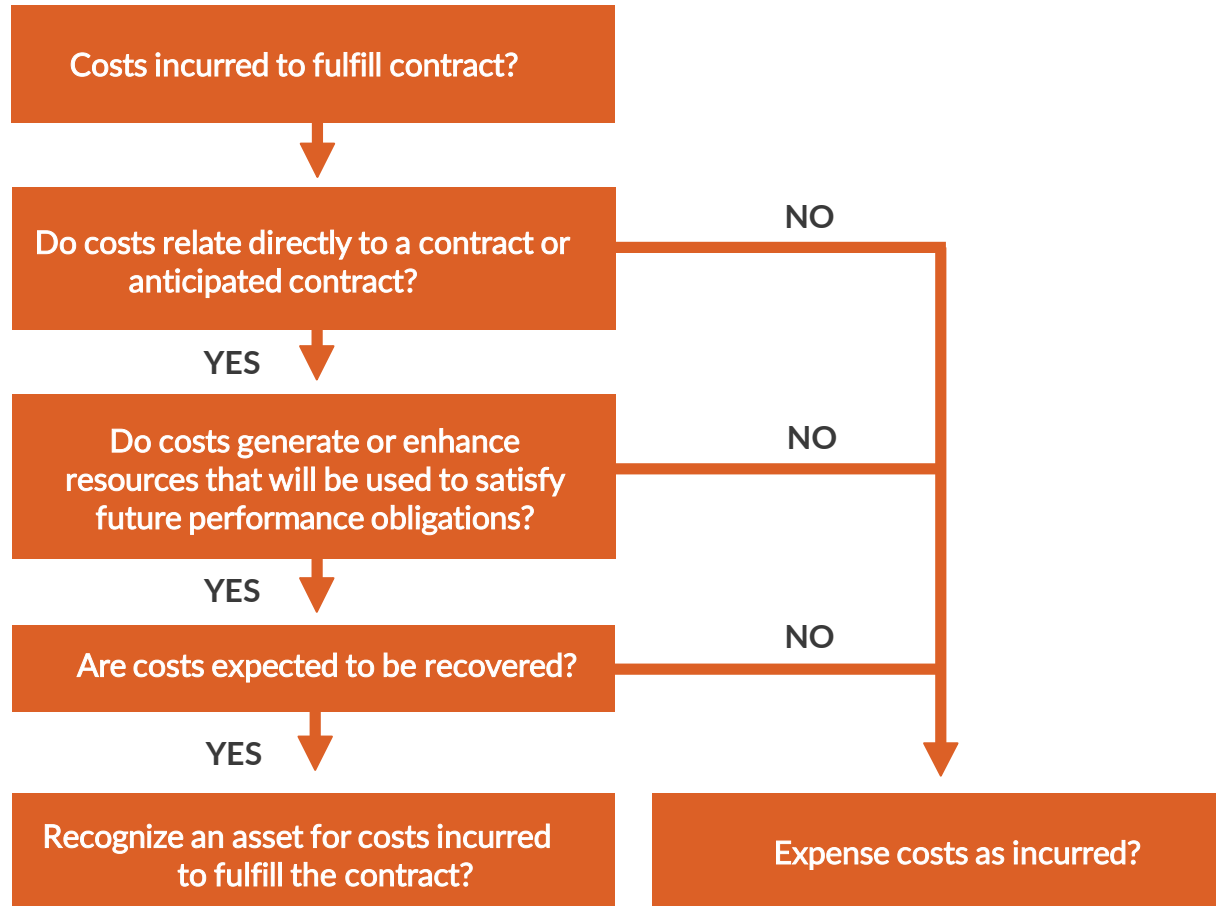 Costs incurred to fulfill contract?
NO
Do costs relate directly to a contract or
anticipated contract?
YES
NO
Do costs generate or enhance
resources that will be used to satisfy
future performance obligations?
YES
NO
Are costs expected to be recovered?
YES
Recognize an asset for costs incurred
to fulfill the contract?
Expense costs as incurred?